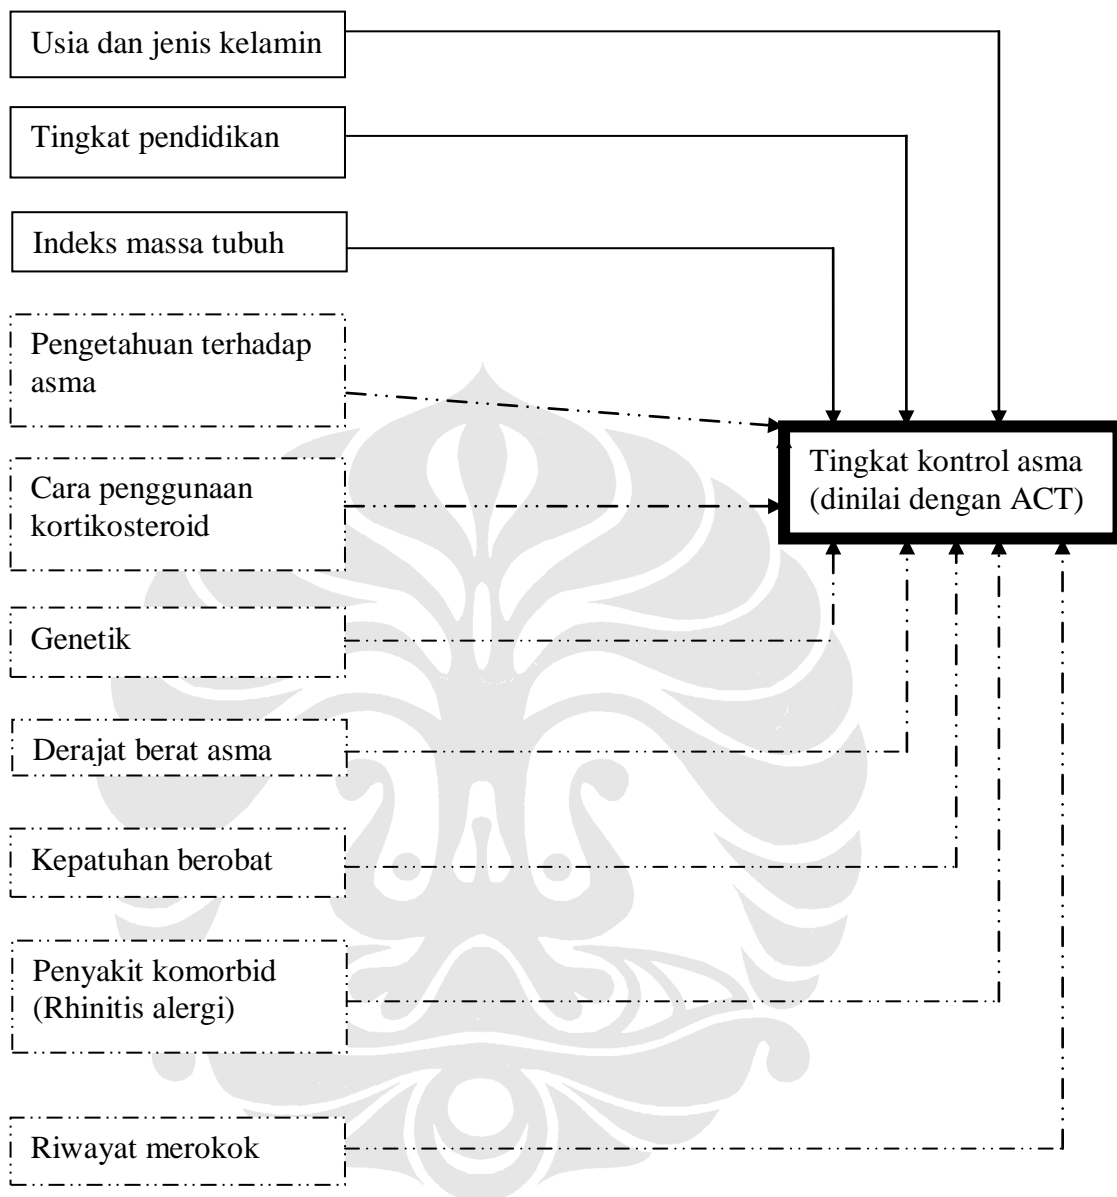 Usia dan jenis kelamin
Tingkat pendidikan
Indeks massa tubuh
Pengetahuan terhadap
asma
Tingkat kontrol asma
(dinilai dengan ACT)
Cara penggunaan
kortikosteroid
Genetik
Derajat berat asma
Kepatuhan berobat
Penyakit komorbid
(Rhinitis alergi)
Riwayat merokok